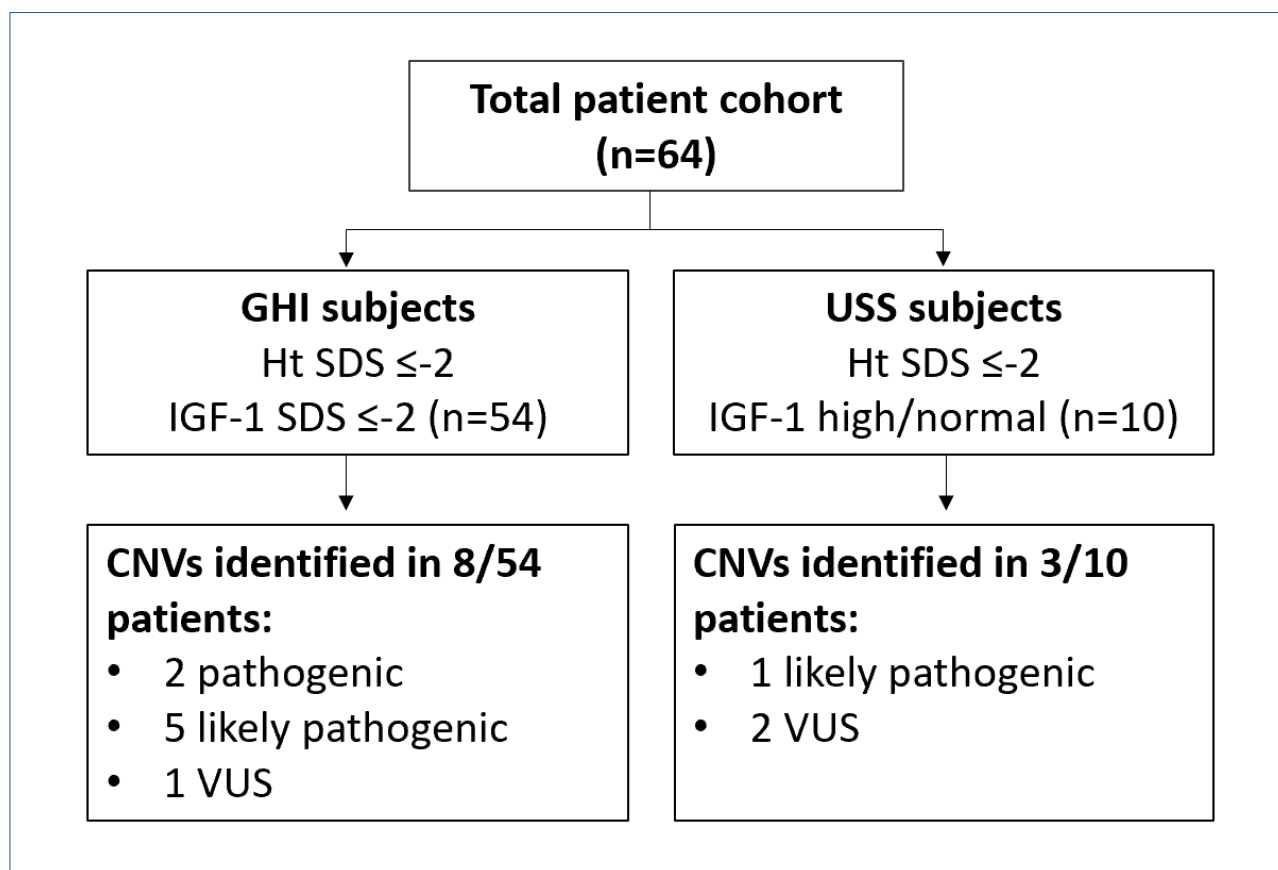 Total patient cohort
(n=64)
GHI subjects
Ht SDS ≤-2
IGF-1 SDS ≤-2 (n=54)
USS subjects
Ht SDS ≤-2
IGF-1 high/normal (n=10)
CNVs identified in 8/54
patients:
• 2 pathogenic
• 5 likely pathogenic
• 1 VUS
CNVs identified in 3/10
patients:
• 1 likely pathogenic
• 2 VUS